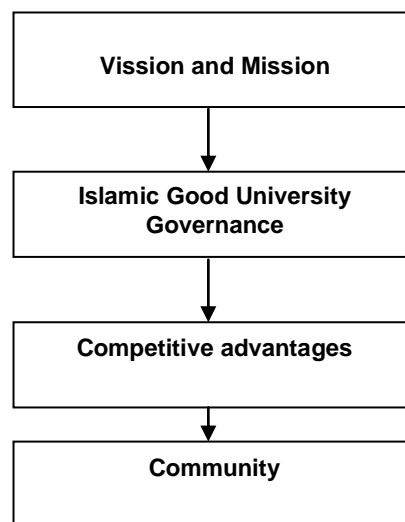 Vission and Mission
Islamic Good University
Governance
Competitive advantages
Community